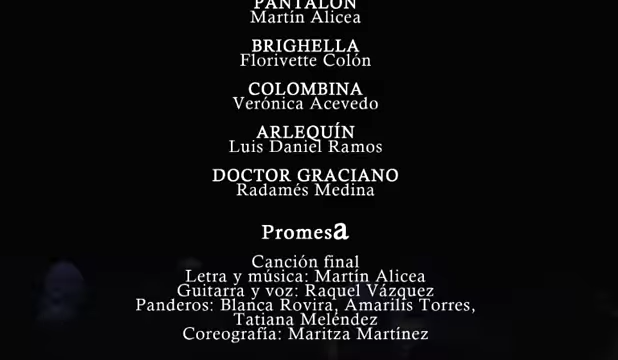 PANTALÓN
Martín Alicea
BRIGHELLA
Florivette Colón
COLOMBINA
Verónica Acevedo
ARLEQUÍN
Luis Daniel Ramos
DOCTOR GRACIANO
Radamés Medina
Promesa
Canción final
Letra y música: Martín Alicea
Guitarra y voz: Raquel Vázquez
Panderos: Blanca Rovira, Amarilis Torres,
Tatiana Meléndez
Coreografía: Maritza Martínez